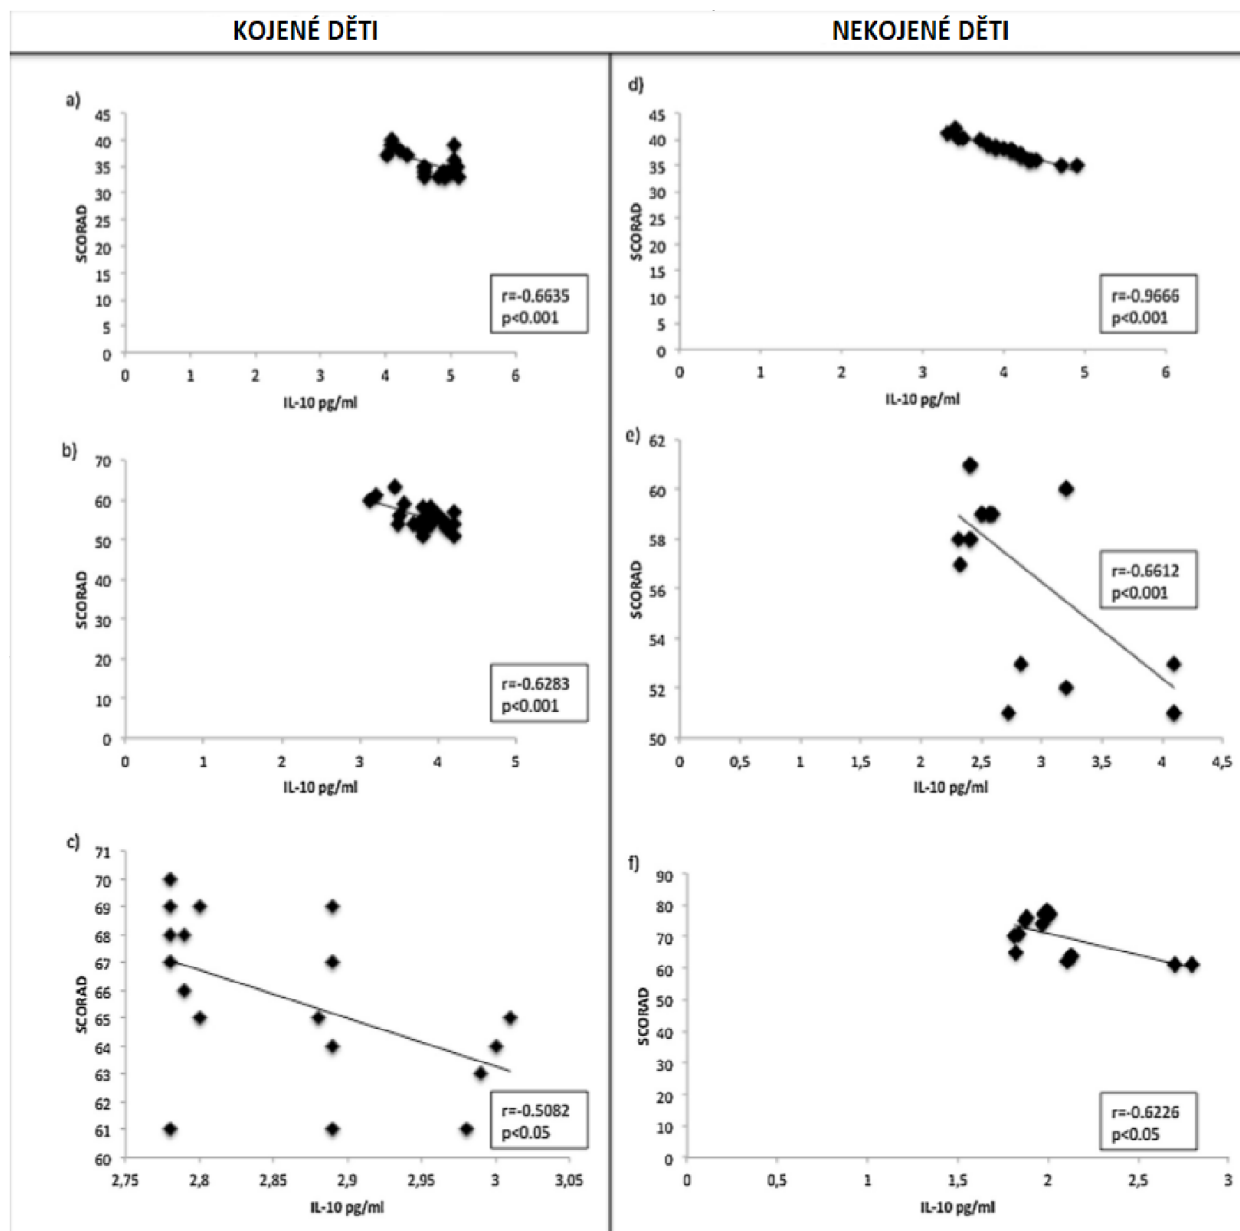 KOJENÉ DĚTI
NEKOJENÉ DĚTI
a)
45
40
35
30
25
20
15
10
5
0
SCORAD
r=-0.6635
p<0.001
0 1 2 3 4 5 6
IL-10 pg/ml
b)
70
60
50
40
30
20
10
0
SCORAD
r=-0.6283
p<0.001
0 1 2 3 4 5
IL-10 pg/ml
c)
71
70
69
68
67
66
65
64
63
62
61
60
SCORAD
r=-0.5082
p<0.05
2,75 2,8 2,85 2,9 2,95 3 3,05
IL-10 pg/ml
d)
45
40
35
30
25
20
15
10
5
0
SCORAD
r=-0.9666
p<0.001
0 1 2 3 4 5 6
IL-10 pg/ml
e)
62
60
58
56
54
52
50
SCORAD
r=-0.6612
p<0.001
0 0,5 1 1,5 2 2,5 3 3,5 4 4,5
IL-10 pg/ml
f)
90
80
70
60
50
40
30
20
10
0
SCORAD
r=-0.6226
p<0.05
0 0,5 1 1,5 2 2,5 3
IL-10 pg/ml